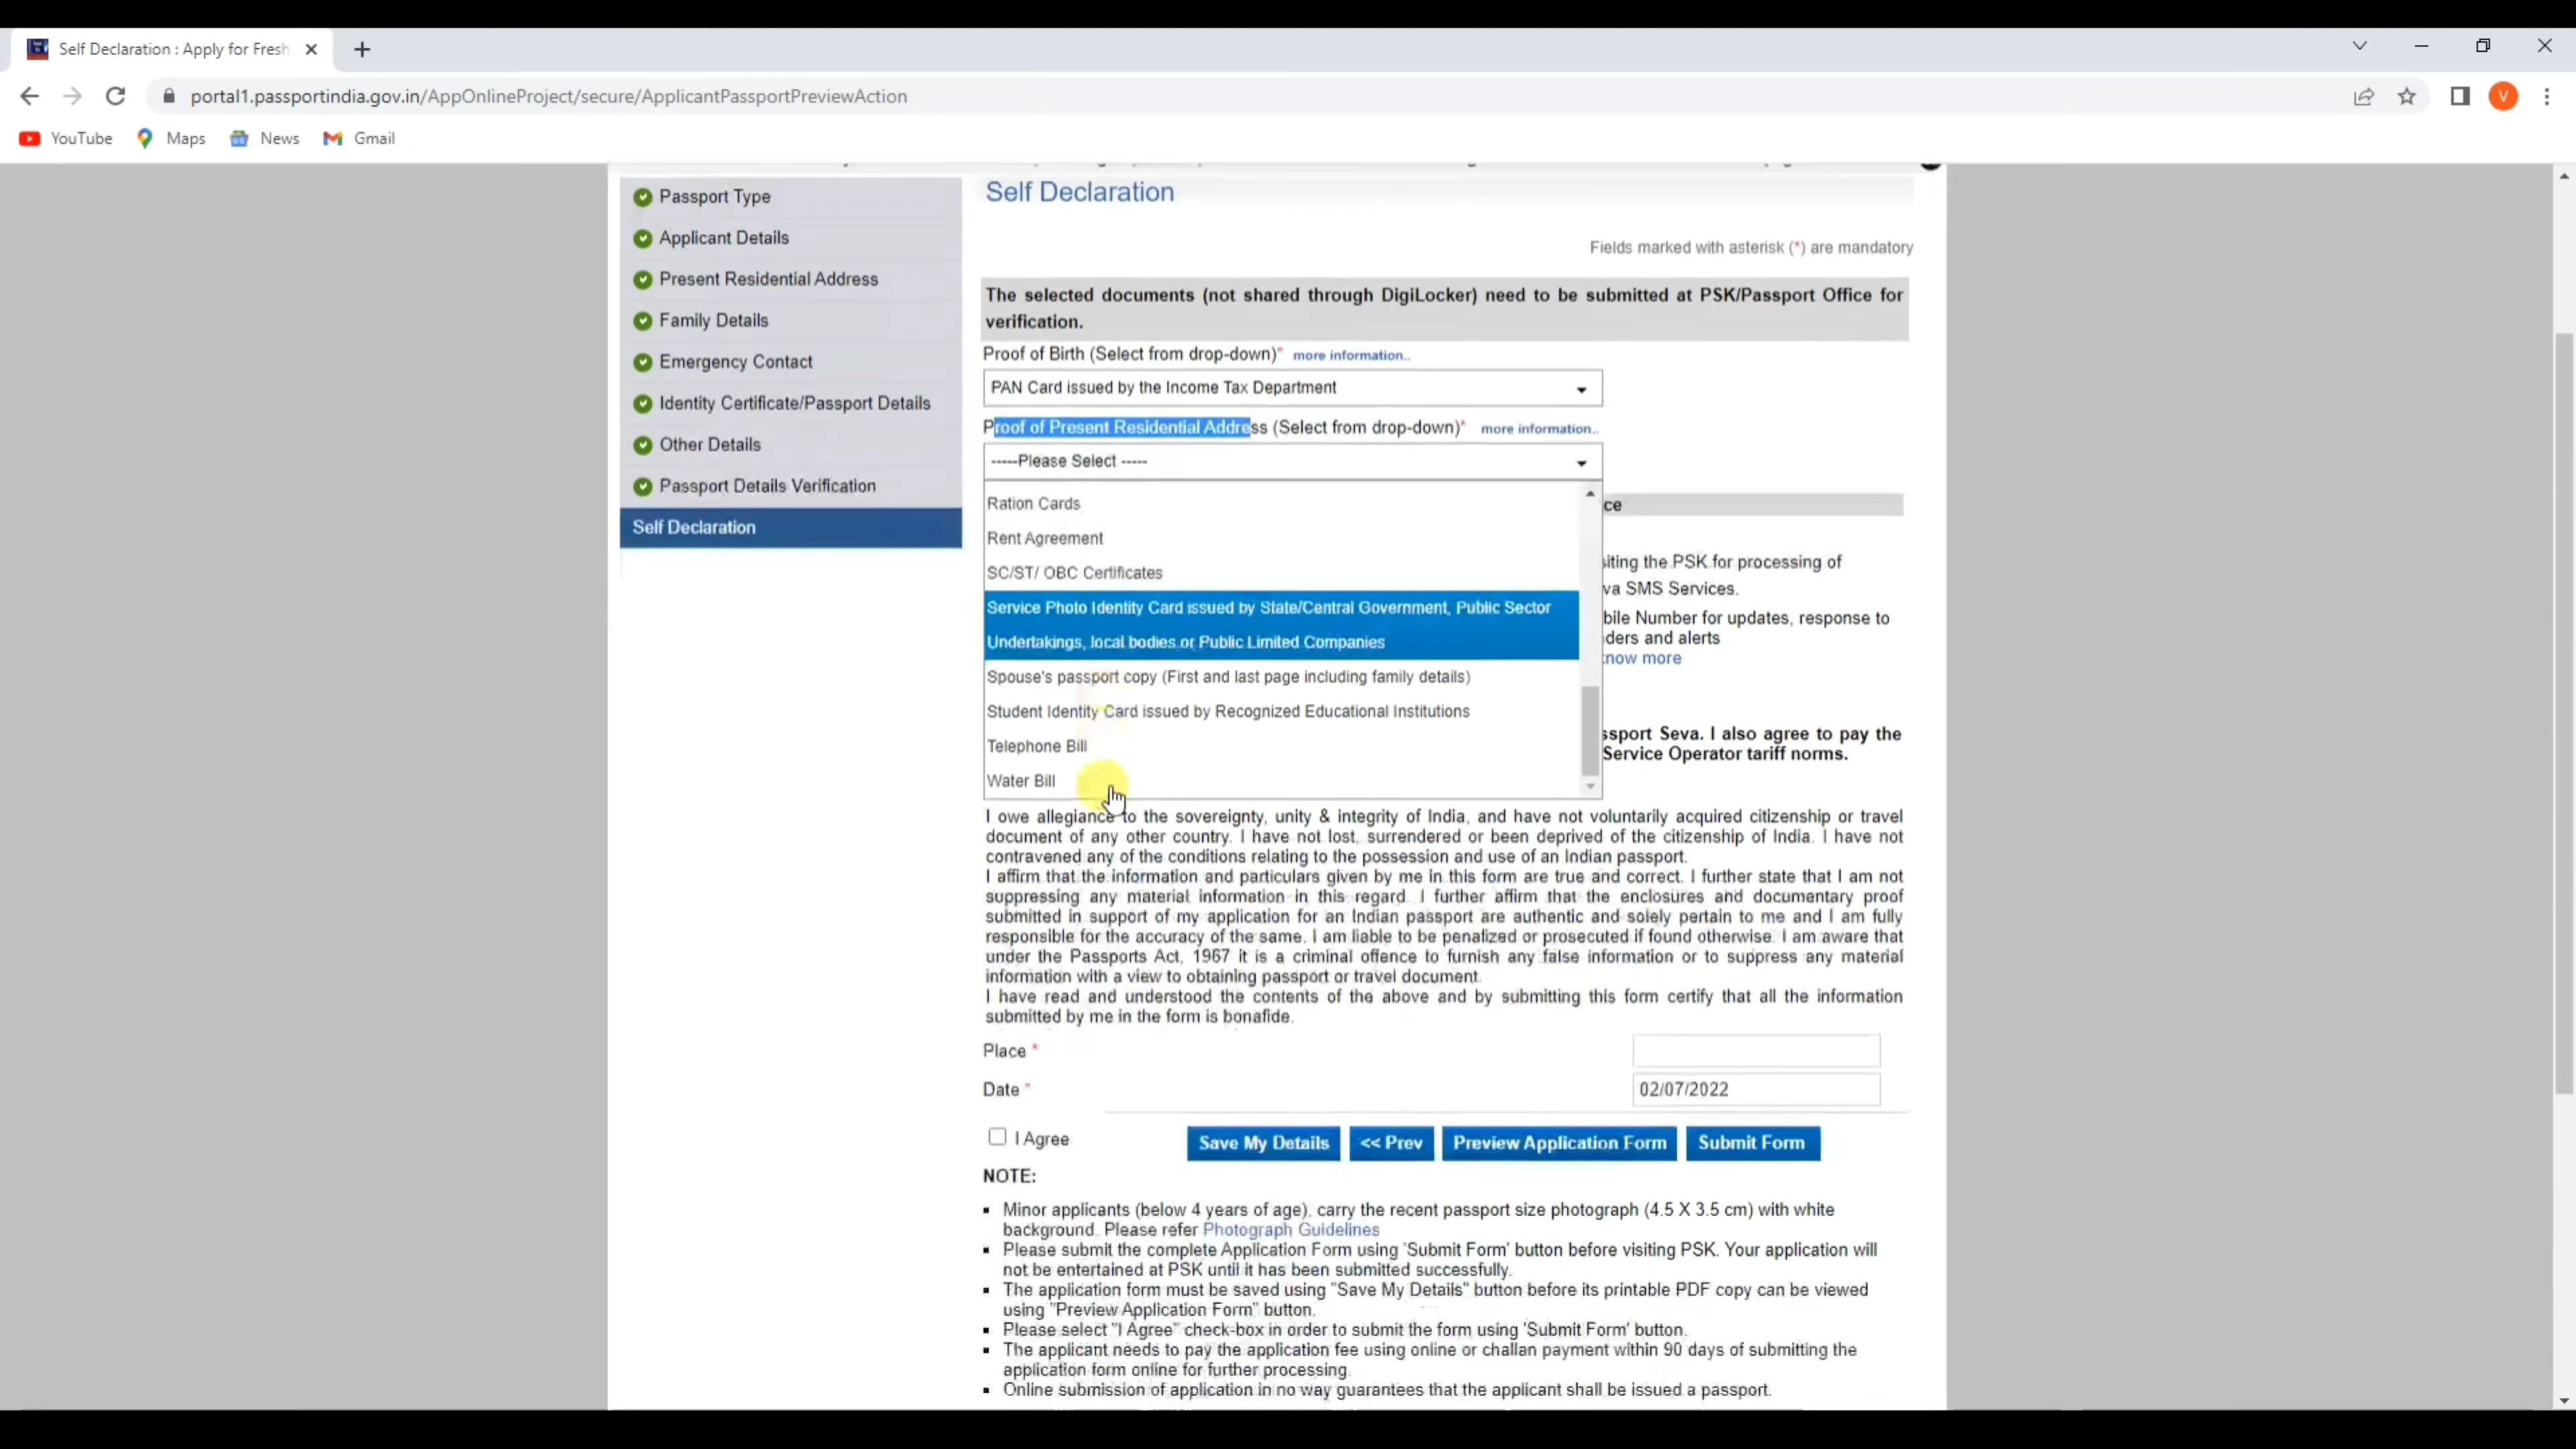 Self Declaration : Apply for Fresh
portal1.passportindia.gov.in/AppOnlineProject/secure/ApplicantPassportPreviewAction
V
YouTube
Maps
News
Gmail
Passport Type
Applicant Details
Present Residential Address
Family Details
Emergency Contact
Identity Certificate/Passport Details
Other Details
Passport Details Verification
Self Declaration
Self Declaration
Fields marked with asterisk (*) are mandatory
The selected documents (not shared through DigiLocker) need to be submitted at PSK/Passport Office for
verification.
Proof of Birth (Select from drop-down)* more information..
PAN Card issued by the Income Tax Department
Proof of Present Residential Address (Select from drop-down)* more information..
-----Please Select -----
Ration Cards
Rent Agreement
SC/ST/ OBC Certificates
Service Photo Identity Card issued by State/Central Government, Public Sector
Undertakings, local bodies or Public Limited Companies
Spouse's passport copy (First and last page including family details)
Student Identity Card issued by Recognized Educational Institutions
Telephone Bill
Water Bill
ce
siting the PSK for processing of
va SMS Services.
bile Number for updates, response to
ders and alerts
know more
ssport Seva. I also agree to pay the
Service Operator tariff norms.
I owe allegiance to the sovereignty, unity & integrity of India, and have not voluntarily acquired citizenship or travel
document of any other country. I have not lost, surrendered or been deprived of the citizenship of India. I have not
contravened any of the conditions relating to the possession and use of an Indian passport.
I affirm that the information and particulars given by me in this form are true and correct. I further state that I am not
suppressing any material information in this regard. I further affirm that the enclosures and documentary proof
submitted in support of my application for an Indian passport are authentic and solely pertain to me and I am fully
responsible for the accuracy of the same. I am liable to be penalized or prosecuted if found otherwise. I am aware that
under the Passports Act, 1967 it is a criminal offence to furnish any false information or to suppress any material
information with a view to obtaining passport or travel document.
I have read and understood the contents of the above and by submitting this form certify that all the information
submitted by me in the form is bonafide.
Place *
Date *
02/07/2022
I Agree
Save My Details
<< Prev
Preview Application Form
Submit Form
NOTE:
▪ Minor applicants (below 4 years of age), carry the recent passport size photograph (4.5 X 3.5 cm) with white
background. Please refer Photograph Guidelines
▪ Please submit the complete Application Form using 'Submit Form' button before visiting PSK. Your application will
not be entertained at PSK until it has been submitted successfully.
▪ The application form must be saved using "Save My Details" button before its printable PDF copy can be viewed
using "Preview Application Form" button.
▪ Please select "I Agree" check-box in order to submit the form using 'Submit Form' button.
▪ The applicant needs to pay the application fee using online or challan payment within 90 days of submitting the
application form online for further processing.
▪ Online submission of application in no way guarantees that the applicant shall be issued a passport.